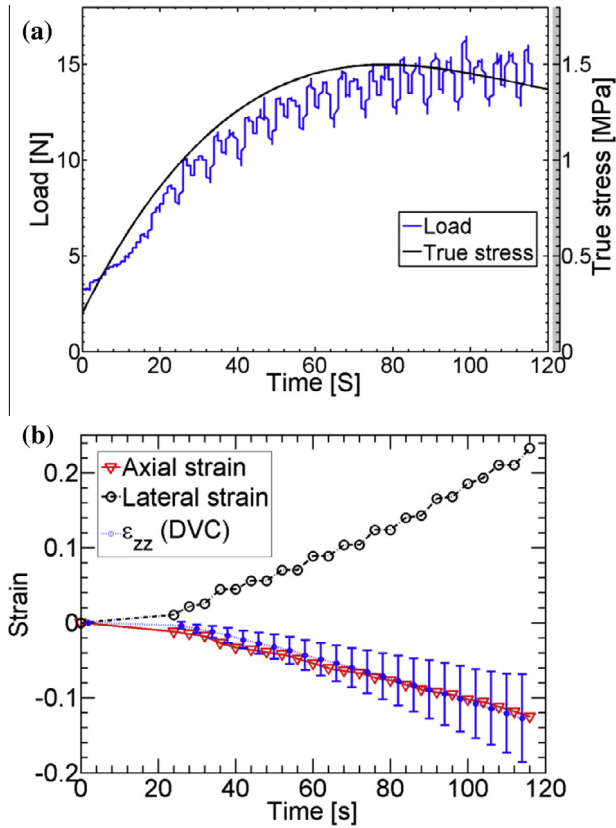 (a)
15
10
5
0
Load [N]
1.5
1
0.5
0
True stress [MPa]
Load
True stress
0 20 40 60 80 100 120
Time [S]
(b)
0.2
0.1
0
-0.1
-0.2
Strain
Axial strain
Lateral strain
εzz (DVC)
0 20 40 60 80 100 120
Time [s]